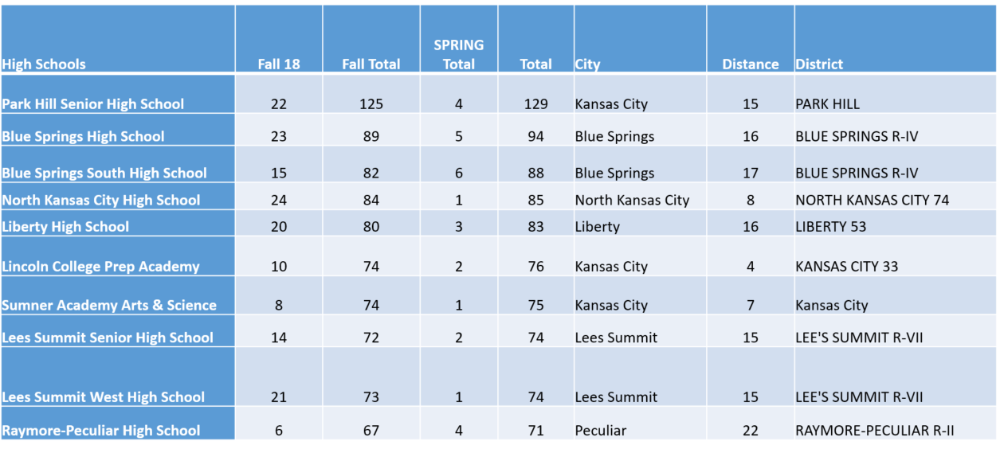 SPRING
High Schools Fall 18 Fall Total Total Total City Distance District
Park Hill Senior High School 22 125 4 129 Kansas City 15 PARK HILL
Blue Springs High School 23 89 5 94 Blue Springs 16 BLUE SPRINGS R-IV
Blue Springs South High School 15 82 6 88 Blue Springs 17 BLUE SPRINGS R-IV
North Kansas City High School 24 84 1 85 North Kansas City 8 NORTH KANSAS CITY 74
Liberty High School 20 80 3 83 Liberty 16 LIBERTY 53
Lincoln College Prep Academy 10 74 2 76 Kansas City 4 KANSAS CITY 33
Sumner Academy Arts & Science 8 74 1 75 Kansas City 7 Kansas City
Lees Summit Senior High School 14 72 2 74 Lees Summit 15 LEE'S SUMMIT R-VII
Lees Summit West High School 21 73 1 74 Lees Summit 15 LEE'S SUMMIT R-VII
Raymore-Peculiar High School 6 67 4 71 Peculiar 22 RAYMORE-PECULIAR R-II